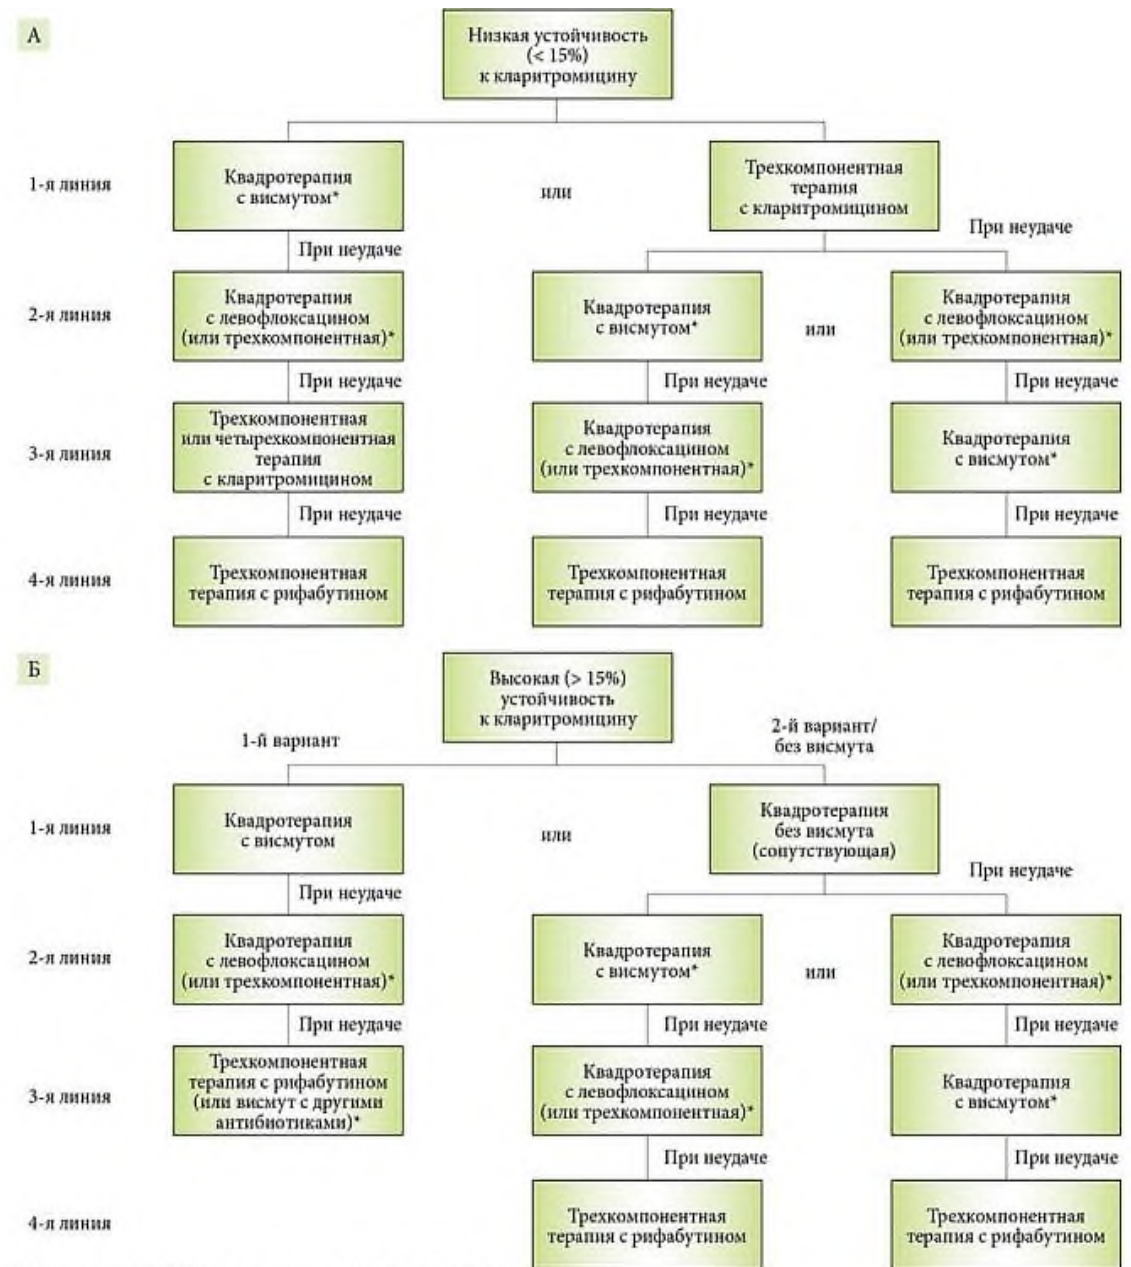 А
Низкая устойчивость
(< 15%)
к кларитромицину
1-я линия
Квадротерапия
с висмутом*
или
Трехкомпонентная
терапия
с кларитромицином
При неудаче
При неудаче
2-я линия
Квадротерапия
с левофлоксацином
(или трехкомпонентная)*
Квадротерапия
с висмутом*
или
Квадротерапия
с левофлоксацином
(или трехкомпонентная)*
При неудаче
При неудаче
При неудаче
3-я линия
Трехкомпонентная
или четырехкомпонентная
терапия
с кларитромицином
Квадротерапия
с левофлоксацином
(или трехкомпонентная)*
Квадротерапия
с висмутом*
При неудаче
При неудаче
При неудаче
4-я линия
Трехкомпонентная
терапия с рифабутином
Трехкомпонентная
терапия с рифабутином
Трехкомпонентная
терапия с рифабутином
Б
Высокая (> 15%)
устойчивость
к кларитромицину
1-й вариант
2-й вариант/
без висмута
1-я линия
Квадротерапия
с висмутом
или
Квадротерапия
без висмута
(сопутствующая)
При неудаче
При неудаче
2-я линия
Квадротерапия
с левофлоксацином
(или трехкомпонентная)*
Квадротерапия
с висмутом*
или
Квадротерапия
с левофлоксацином
(или трехкомпонентная)*
При неудаче
При неудаче
При неудаче
3-я линия
Трехкомпонентная
терапия с рифабутином
(или висмут с другими
антибиотиками)*
Квадротерапия
с левофлоксацином
(или трехкомпонентная)*
Квадротерапия
с висмутом*
При неудаче
При неудаче
4-я линия
Трехкомпонентная
терапия с рифабутином
Трехкомпонентная
терапия с рифабутином